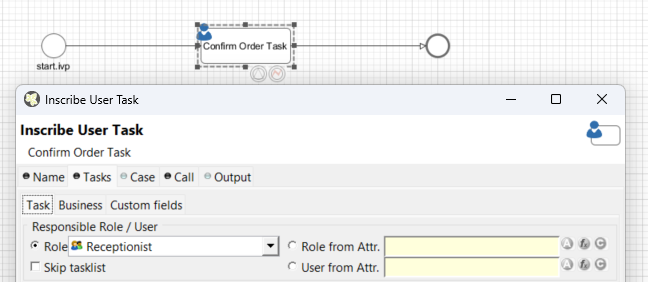 Confirm Order Task
start.ivp
Inscribe User Task
Inscribe User Task
Confirm Order Task
Name Tasks Case Call Output
Task Business Custom fields
Responsible Role / User
Role Receptionist Role from Attr.
Skip tasklist User from Attr.